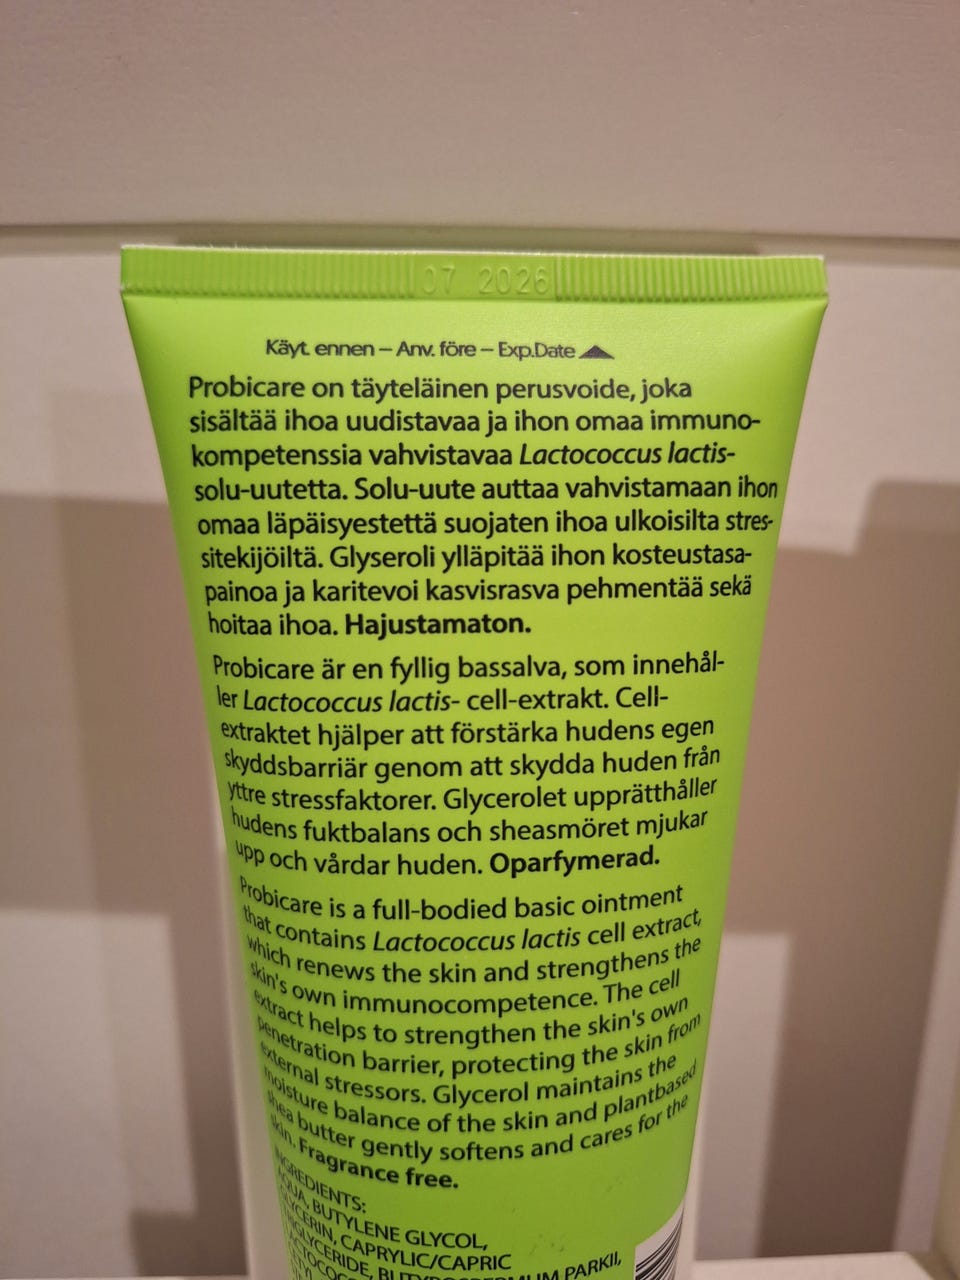 07 2026
Käyt. ennen – Anv. före – Exp.Date
Probicare on täyteläinen perusvoide, joka
sisältää ihoa uudistavaa ja ihon omaa immuno-
kompetenssia vahvistavaa Lactococcus lactis-
solu-uutetta. Solu-uute auttaa vahvistamaan ihon
omaa läpäisyestettä suojaten ihoa ulkoisilta stres-
sitekijöiltä. Glyseroli ylläpitää ihon kosteustasa-
painoa ja karitevoi kasvisrasva pehmentää sekä
hoitaa ihoa. Hajustamaton.
Probicare är en fyllig bassalva, som innehål-
ler Lactococcus lactis- cell-extrakt. Cell-
extraktet hjälper att förstärka hudens egen
skyddsbarriär genom att skydda huden från
yttre stressfaktorer. Glycerolet upprätthåller
hudens fuktbalans och sheasmöret mjukar
upp och vårdar huden. Oparfymerad.
Probicare is a full-bodied basic ointment
that contains Lactococcus lactis cell extract,
which renews the skin and strengthens the
skin's own immunocompetence. The cell
extract helps to strengthen the skin's own
penetration barrier, protecting the skin from
external stressors. Glycerol maintains the
moisture balance of the skin and plantbased
shea butter gently softens and cares for the
skin. Fragrance free.
INGREDIENTS:
AQUA, BUTYLENE GLYCOL,
GLYCERIN, CAPRYLIC/CAPRIC
TRIGLYCERIDE, BUTYROSPERMUM PARKII,